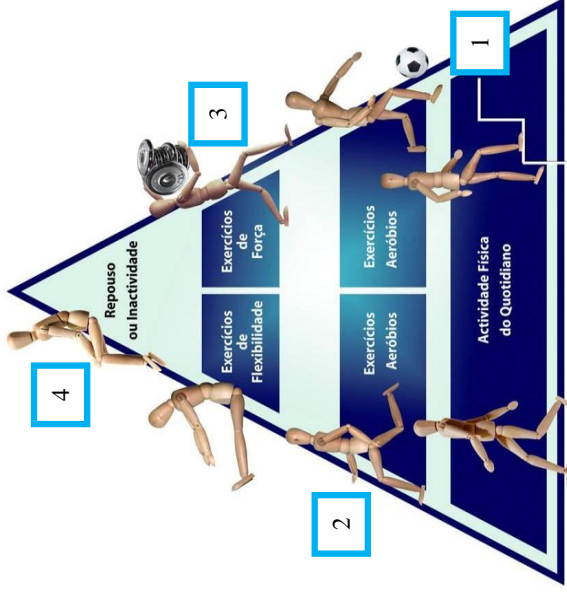 4
Repouso
ou Inactividade
3
Exercícios
de
Flexibilidade
Exercícios
de
Força
2
Exercícios
Aeróbios
Exercícios
Aeróbios
1
Actividade Física
do Quotidiano